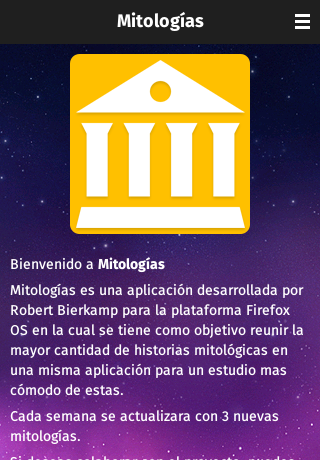 Mitologías
Bienvenido a Mitologías
Mitologías es una aplicación desarrollada por
Robert Bierkamp para la plataforma Firefox
OS en la cual se tiene como objetivo reunir la
mayor cantidad de historias mitológicas en
una misma aplicación para un estudio mas
cómodo de estas.
Cada semana se actualizara con 3 nuevas
mitologías.